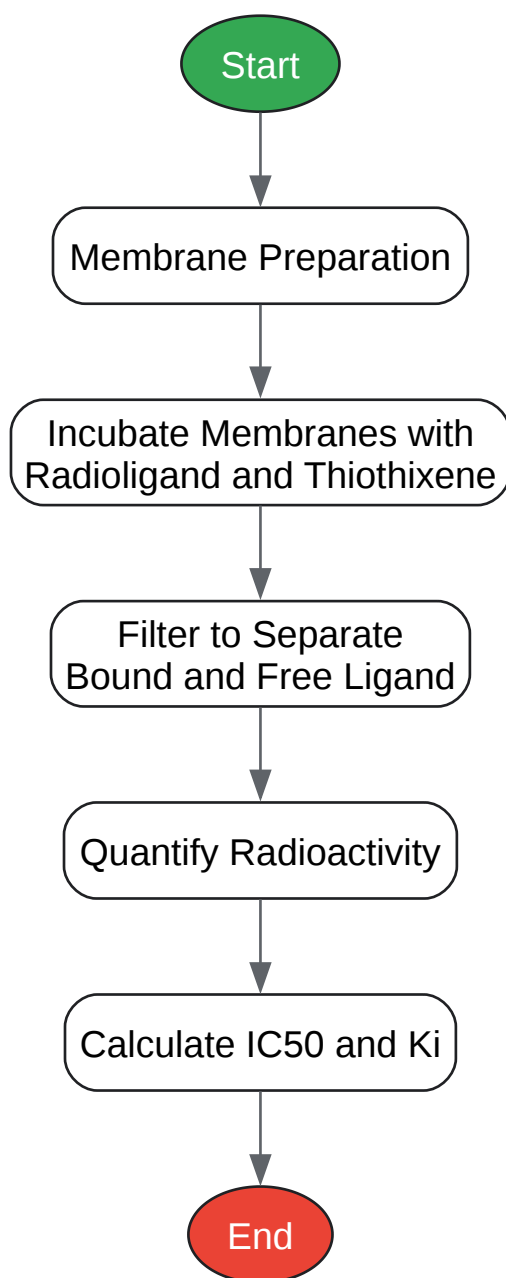 Start
Membrane Preparation
Incubate Membranes with
Radioligand and Thiothixene
Filter to Separate
Bound and Free Ligand
Quantify Radioactivity
Calculate IC50 and Ki
End